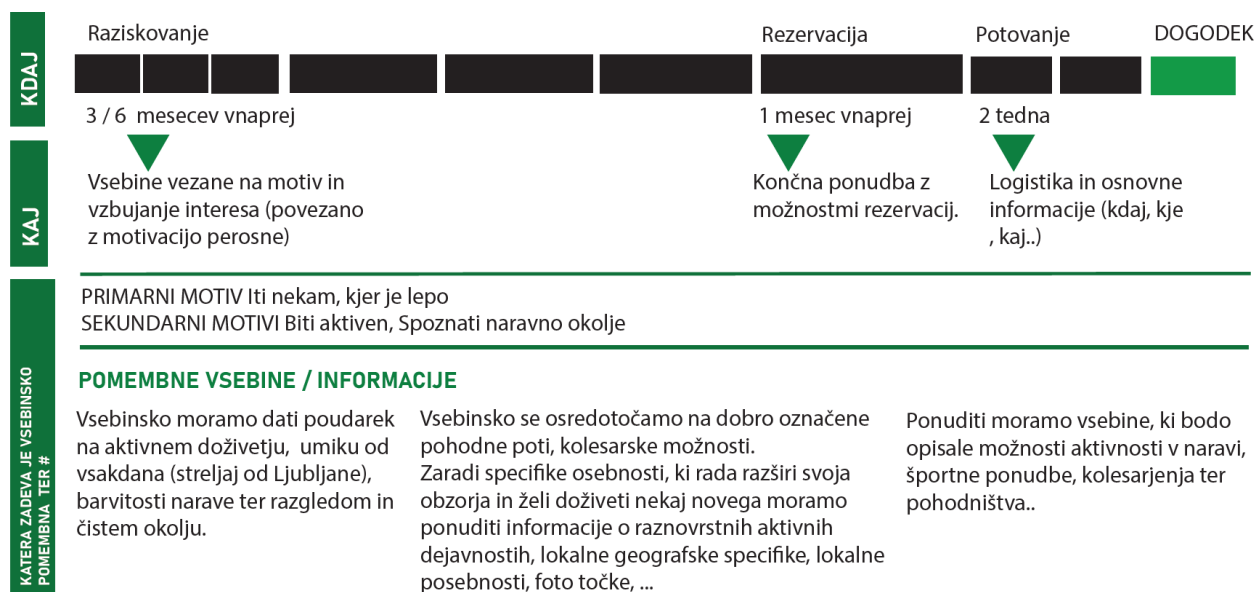 KDAJ
Raziskovanje
Rezervacija
Potovanje
DOGODEK
3 / 6 mesecev vnaprej
1 mesec vnaprej
2 tedna
KAJ
Vsebine vezane na motiv in
vzbujanje interesa (povezano
z motivacijo perosne)
Končna ponudba z
možnostmi rezervacij.
Logistika in osnovne
informacije (kdaj, kje
, kaj..)
KATERA ZADEVA JE VSEBINSKO
POMEMBNA TER #
PRIMARNI MOTIV Iti nekam, kjer je lepo
SEKUNDARNI MOTIVI Biti aktiven, Spoznati naravno okolje
POMEMBNE VSEBINE / INFORMACIJE
Vsebinsko moramo dati poudarek
na aktivnem doživetju, umiku od
vsakdana (streljaj od Ljubljane),
barvitosti narave ter razgledom in
čistem okolju.
Vsebinsko se osredotočamo na dobro označene
pohodne poti, kolesarske možnosti.
Zaradi specifike osebnosti, ki rada razširi svoja
obzorja in želi doživeti nekaj novega moramo
ponuditi informacije o raznovrstnih aktivnih
dejavnostih, lokalne geografske specifike, lokalne
posebnosti, foto točke, ...
Ponuditi moramo vsebine, ki bodo
opisale možnosti aktivnosti v naravi,
športne ponudbe, kolesarjenja ter
pohodništva..